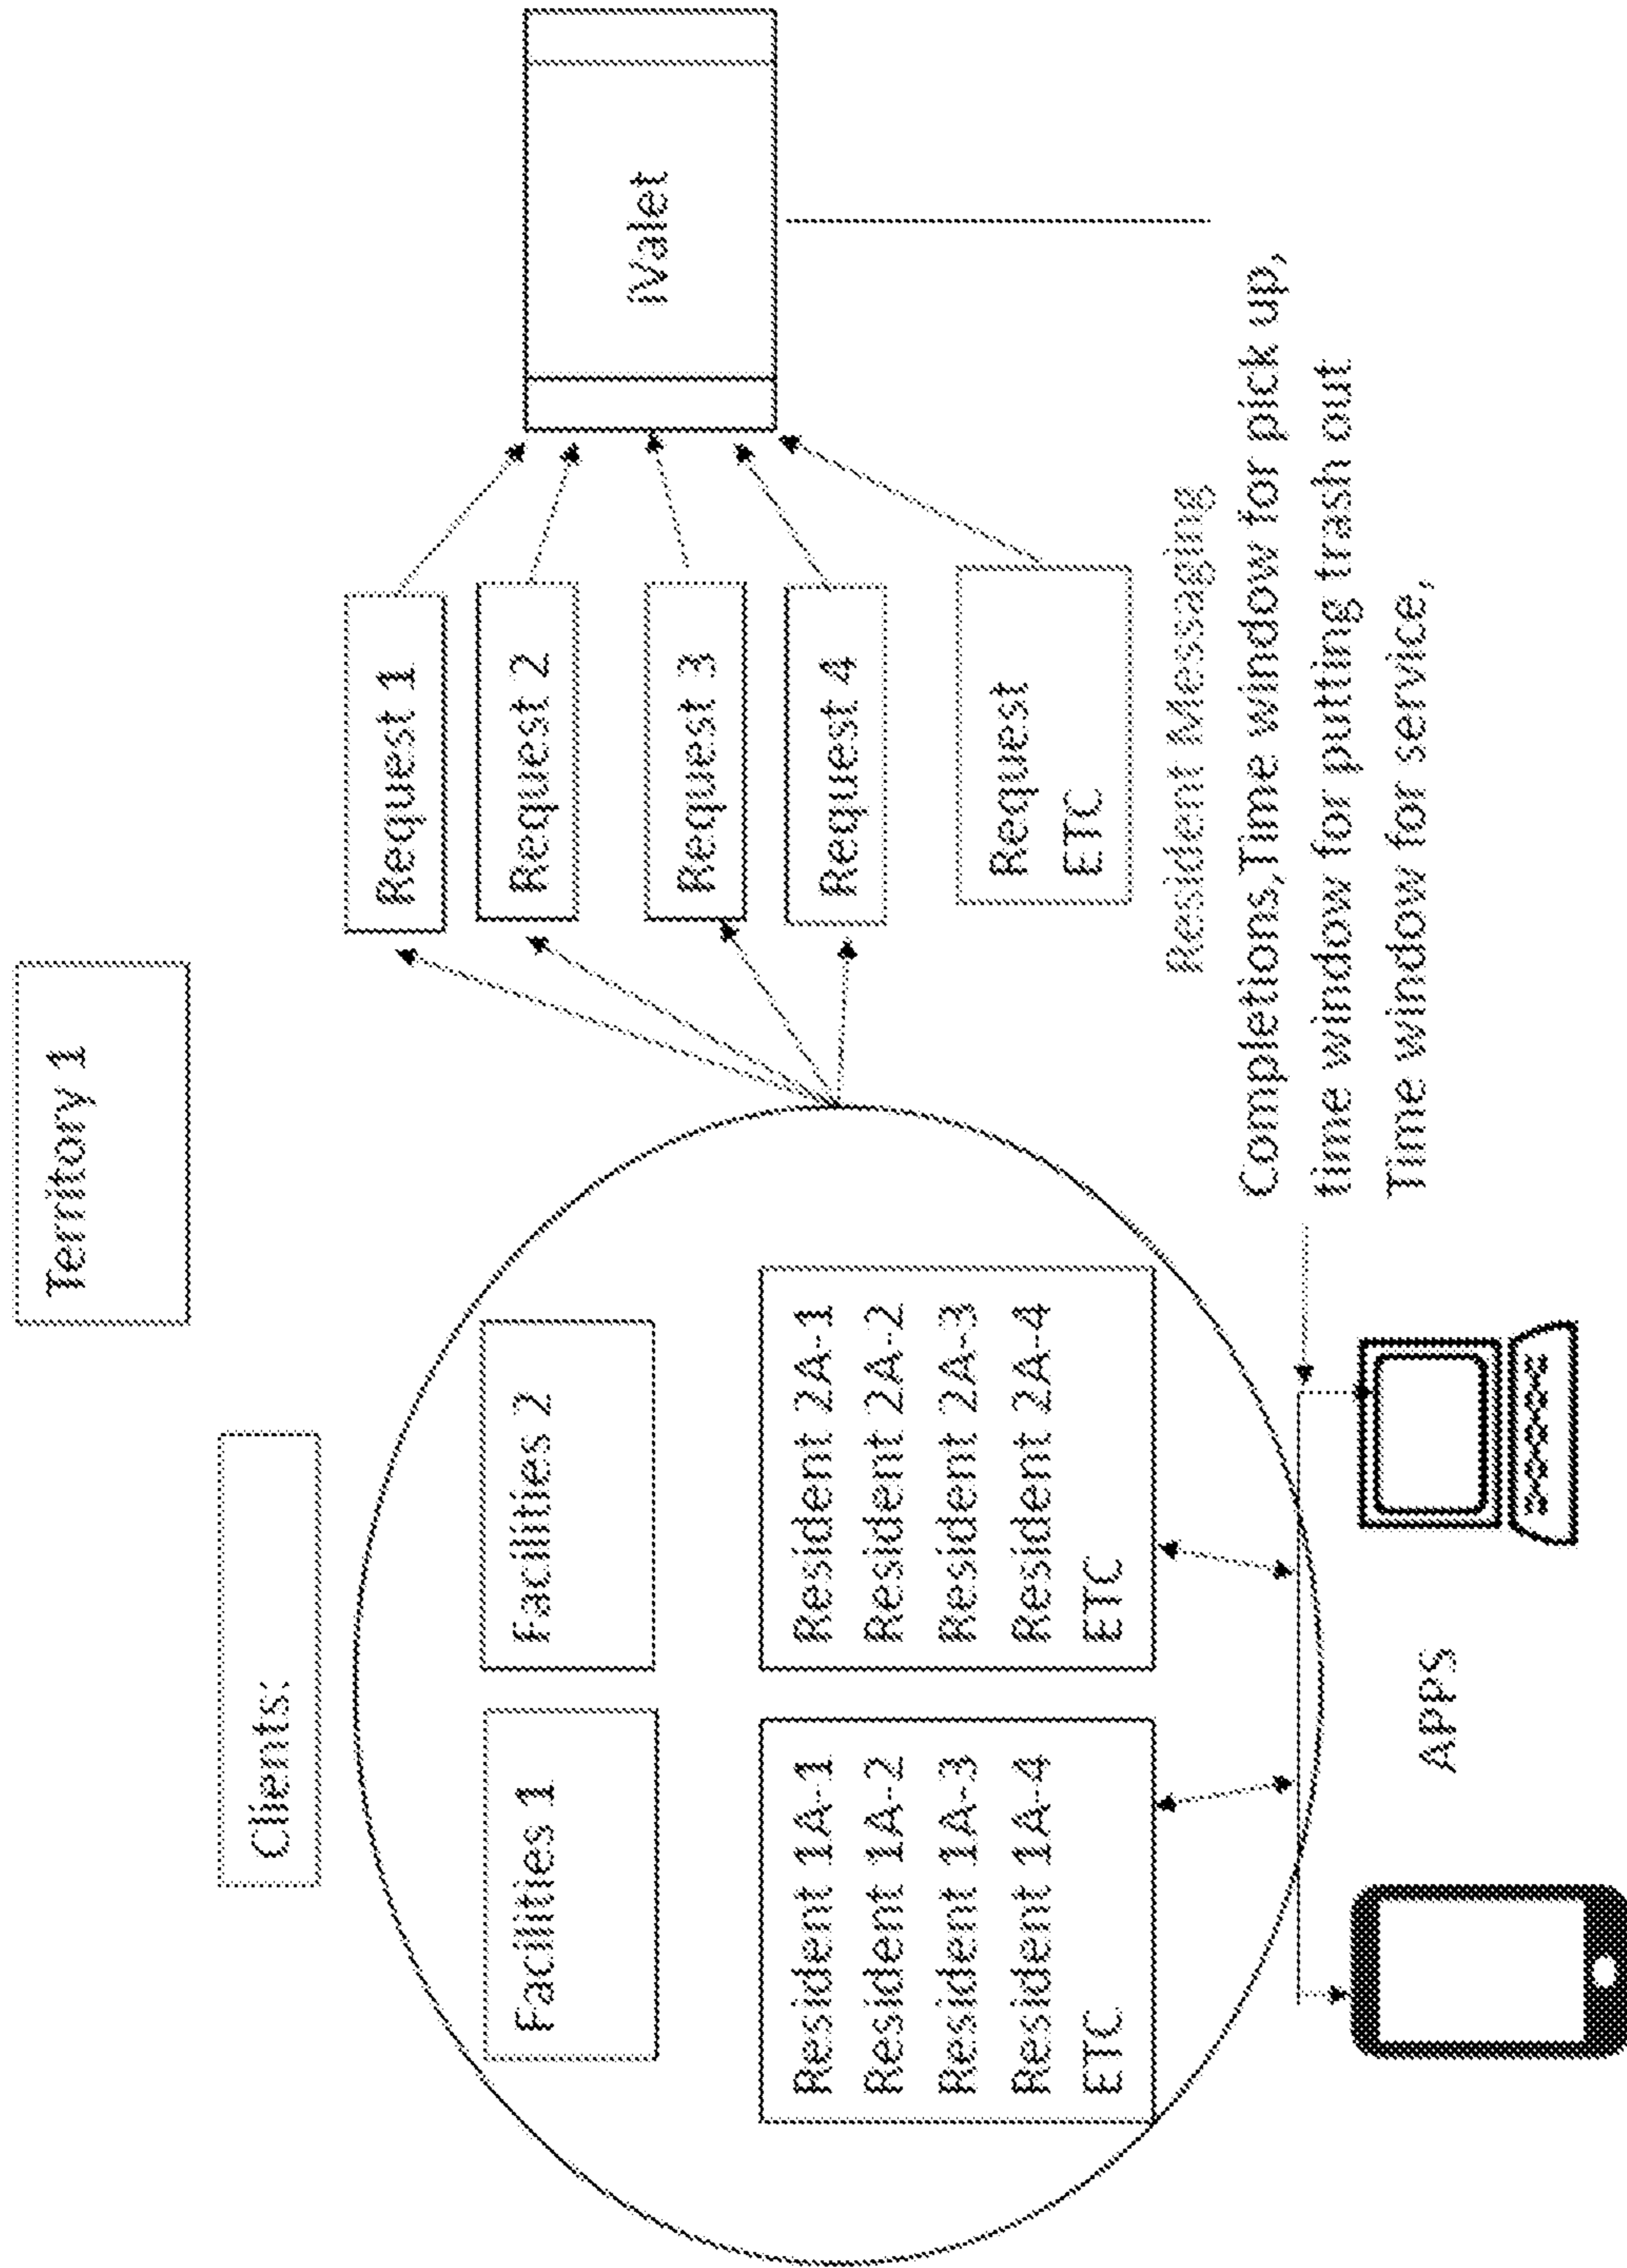 Territory 1
Clients:
Facilities 1
Facilities 2
Resident 1A-1
Resident 1A-2
Resident 1A-3
Resident 1A-4
ETC
Resident 2A-1
Resident 2A-2
Resident 2A-3
Resident 2A-4
ETC
APPS
Request 1
Request 2
Request 3
Request 4
Request
ETC
iValet
Resident Messaging
Completions,Time window for pick up,
time window for putting trash out
Time window for service,